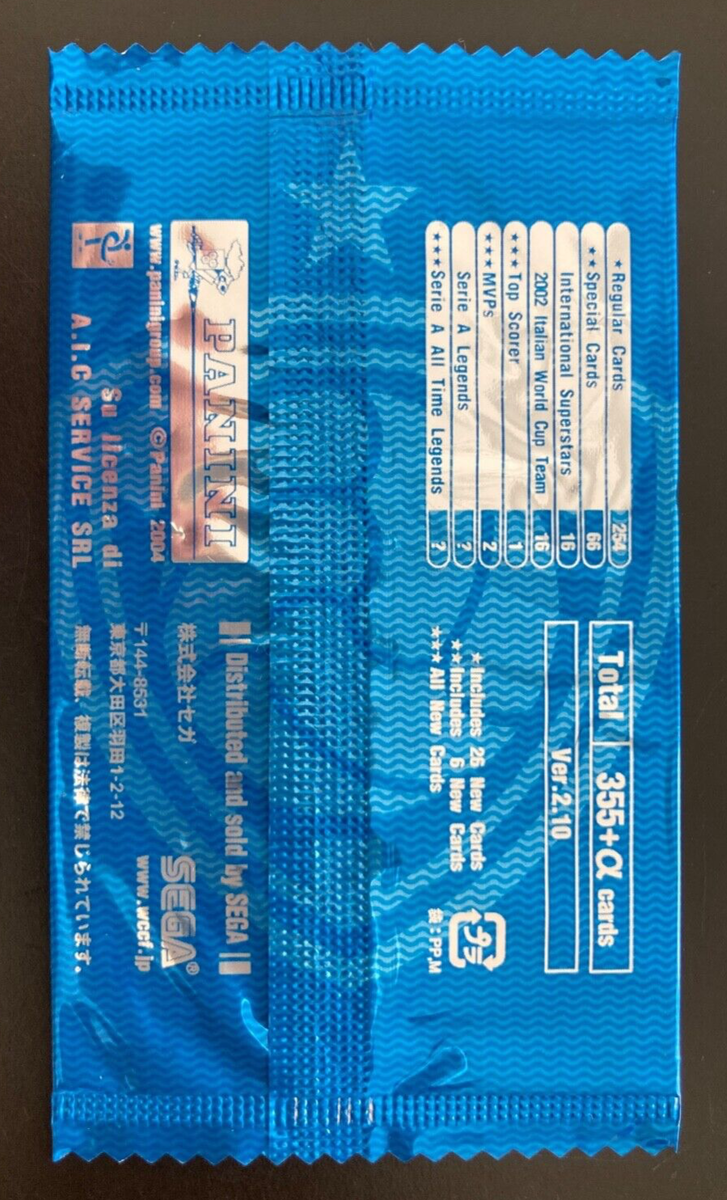 ★ Regular Cards 254
★★ Special Cards 66
International Superstars 16
2002 Italian World Cup Team 16
★★★ Top Scorer 1
★★★ MVPs 2
Serie A Legends ?
★★★ Serie A All Time Legends ?
Total 355+α cards
Ver.2.10
★ Includes 26 New Cards
★★ Includes 6 New Cards
★★★ All New Cards
プラ
袋:PP,M
PANINI
www.paninigroup.com ©Panini 2004
Su licenza di
A.I.C SERVICE SRL
Distributed and sold by SEGA
株式会社セガ
〒144-8531
東京都大田区羽田1-2-12
無断転載、複製は法律で禁じられています。
SEGA®
www.wccf.jp